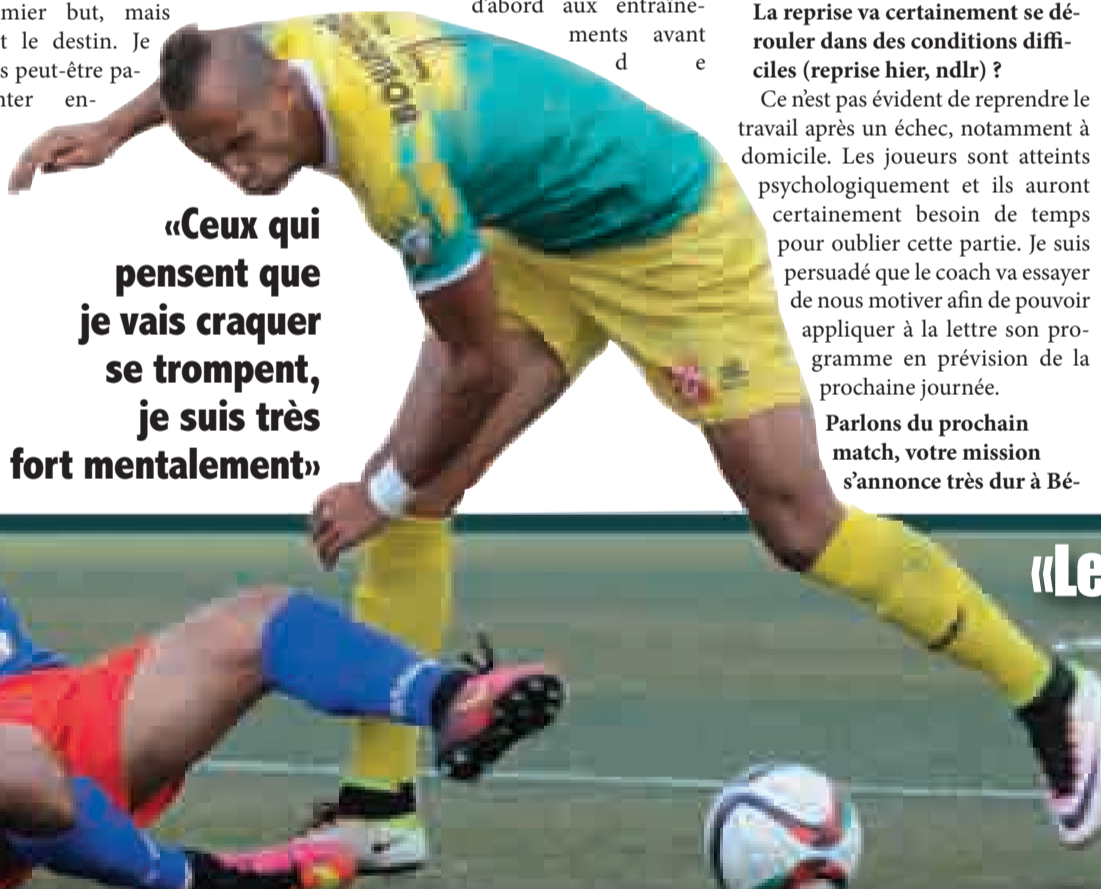 mier but, mais
t le destin. Je
s peut-être pa-
nter en-
«Ceux qui
pensent que
je vais craquer
se trompent,
je suis très
fort mentalement»
d'abord aux entraîne-
ments avant
d e
La reprise va certainement se dé-
rouler dans des conditions diffi-
ciles (reprise hier, ndlr) ?
Ce n'est pas évident de reprendre le
travail après un échec, notamment à
domicile. Les joueurs sont atteints
psychologiquement et ils auront
certainement besoin de temps
pour oublier cette partie. Je suis
persuadé que le coach va essayer
de nous motiver afin de pouvoir
appliquer à la lettre son pro-
gramme en prévision de la
prochaine journée.
Parlons du prochain
match, votre mission
s'annonce très dur à Bé-
«Le